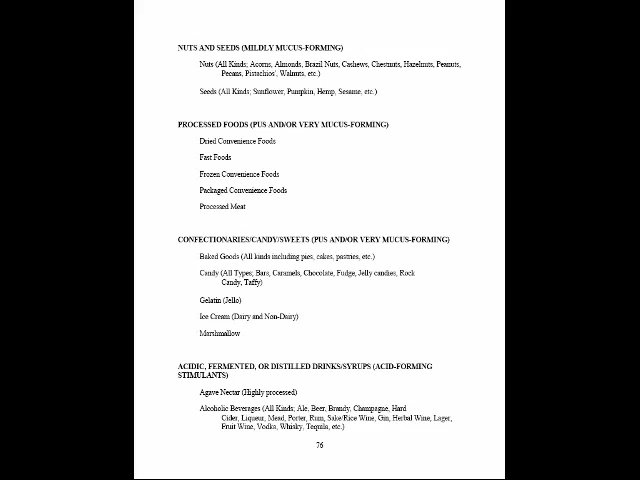 NUTS AND SEEDS (MILDLY MUCUS-FORMING)
Nuts (All Kinds; Acorns, Almonds, Brazil Nuts, Cashews, Chestnuts, Hazelnuts, Peanuts,
Pecans, Pistachios', Walnuts, etc.)
Seeds (All Kinds; Sunflower, Pumpkin, Hemp, Sesame, etc.)
PROCESSED FOODS (PUS AND/OR VERY MUCUS-FORMING)
Dried Convenience Foods
Fast Foods
Frozen Convenience Foods
Packaged Convenience Foods
Processed Meat
CONFECTIONARIES/CANDY/SWEETS (PUS AND/OR VERY MUCUS-FORMING)
Baked Goods (All kinds including pies, cakes, pastries, etc.)
Candy (All Types; Bars, Caramels, Chocolate, Fudge, Jelly candies, Rock
Candy, Taffy)
Gelatin (Jello)
Ice Cream (Dairy and Non-Dairy)
Marshmallow
ACIDIC, FERMENTED, OR DISTILLED DRINKS/SYRUPS (ACID-FORMING
STIMULANTS)
Agave Nectar (Highly processed)
Alcoholic Beverages (All Kinds; Ale, Beer, Brandy, Champagne, Hard
Cider, Liqueur, Mead, Porter, Rum, Sake/Rice Wine, Gin, Herbal Wine, Lager,
Fruit Wine, Vodka, Whisky, Tequila, etc.)
76